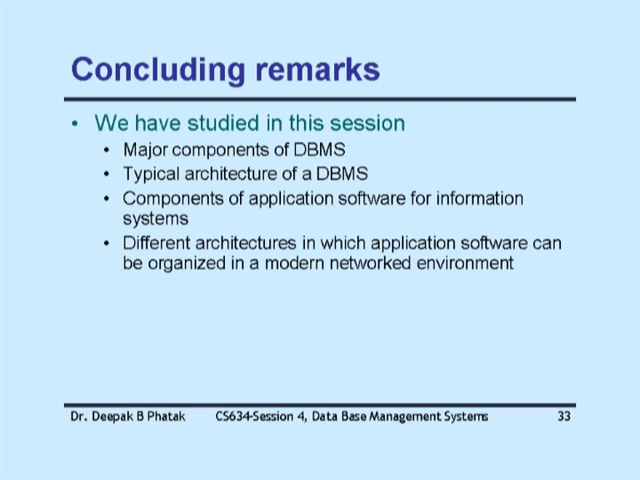 Concluding remarks
• We have studied in this session
• Major components of DBMS
• Typical architecture of a DBMS
• Components of application software for information
systems
• Different architectures in which application software can
be organized in a modern networked environment
Dr. Deepak B Phatak CS634-Session 4, Data Base Management Systems 33